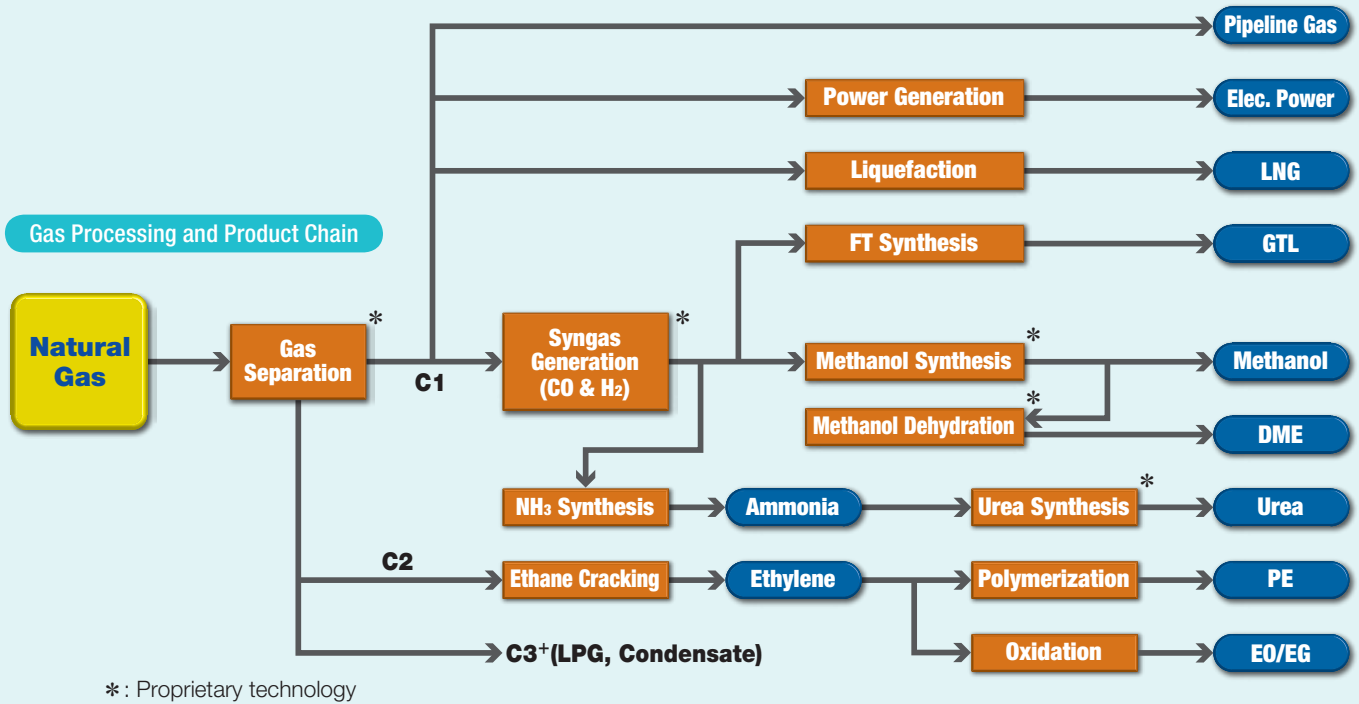 Pipeline Gas
Power Generation
Elec. Power
Liquefaction
LNG
Gas Processing and Product Chain
FT Synthesis
GTL
Natural
Gas
Gas
Separation
*
C1
Syngas
Generation
(CO & H₂)
*
Methanol Synthesis
*
Methanol
Methanol Dehydration
*
DME
NH₃ Synthesis
Ammonia
Urea Synthesis
*
Urea
C2
Ethane Cracking
Ethylene
Polymerization
PE
C3⁺(LPG, Condensate)
Oxidation
EO/EG
* : Proprietary technology